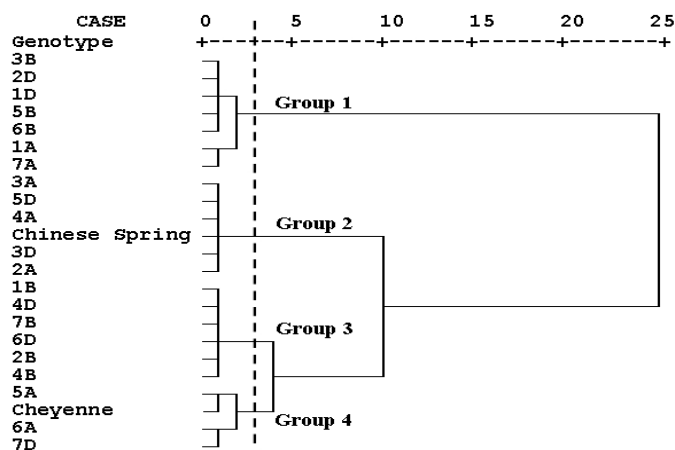 CASE 0 5 10 15 20 25
Genotype +---------+---------+---------+---------+---------+
3B
2D
1D
Group 1
5B
6B
1A
7A
3A
5D
4A
Group 2
Chinese Spring
3D
2A
1B
4D
7B
Group 3
6D
2B
4B
5A
Cheyenne
Group 4
6A
7D